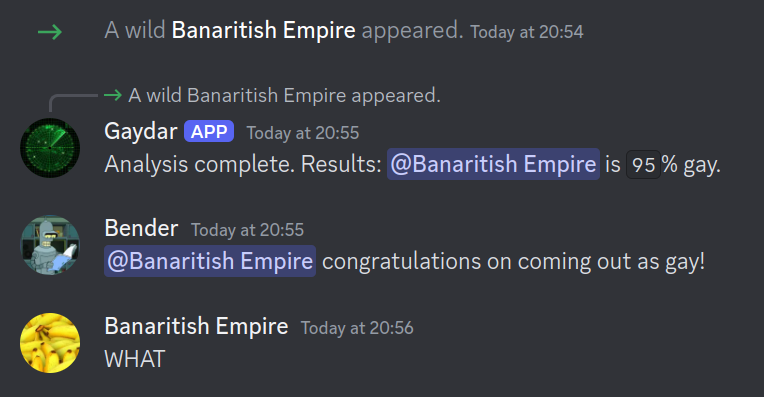 A wild Banaritish Empire appeared. Today at 20:54
A wild Banaritish Empire appeared.
Gaydar APP Today at 20:55
Analysis complete. Results: @Banaritish Empire is 95% gay.
Bender Today at 20:55
@Banaritish Empire congratulations on coming out as gay!
Banaritish Empire Today at 20:56
WHAT